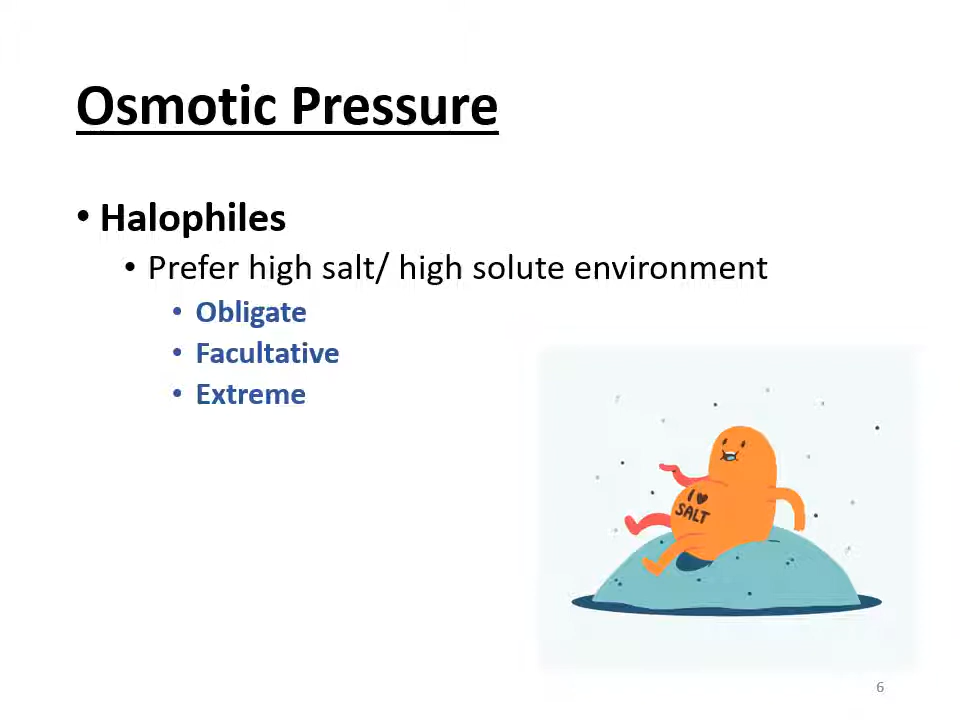 Osmotic Pressure
• Halophiles
• Prefer high salt/ high solute environment
• Obligate
• Facultative
• Extreme
I ♥
SALT
6